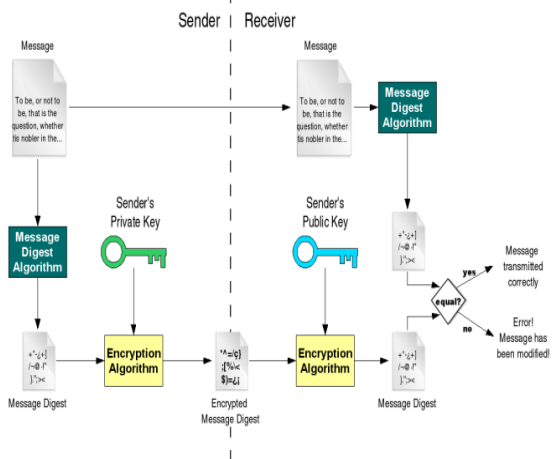 Sender
Receiver
Message
Message
To be, or not to
be, that is the
question, whether
tis nobler in the...
To be, or not to
be, that is the
question, whether
tis nobler in the...
Message
Digest
Algorithm
Sender's
Private Key
Sender's
Public Key
Message
Digest
Algorithm
+*-¿+]
/¬@-!"
}.";><
yes
Message
transmitted
correctly
equal?
no
Error!
Message has
been modified!
+*-¿+]
/¬@-!"
}.";><
Encryption
Algorithm
*^=/ç}
;[%\<
$)=¿¡
Encryption
Algorithm
+*-¿+]
/¬@-!"
}.";><
Message Digest
Encrypted
Message Digest
Message Digest